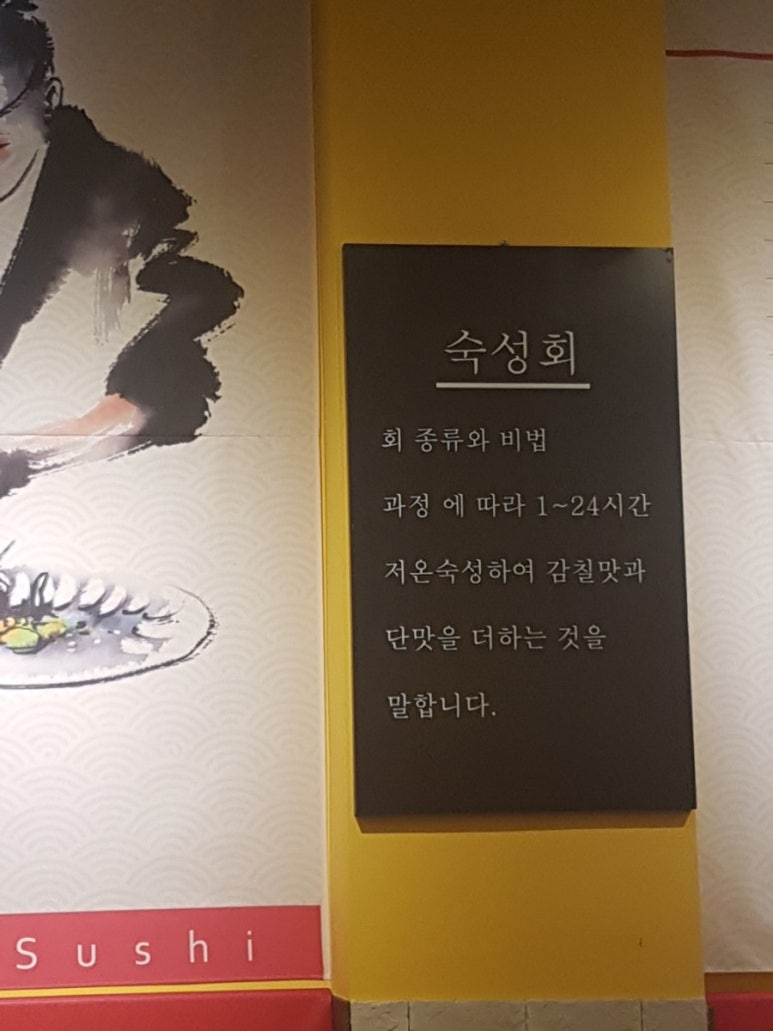 숙성회
회 종류와 비법
과정 에 따라 1~24시간
저온숙성하여 감칠맛과
단맛을 더하는 것을
말합니다.
Sushi